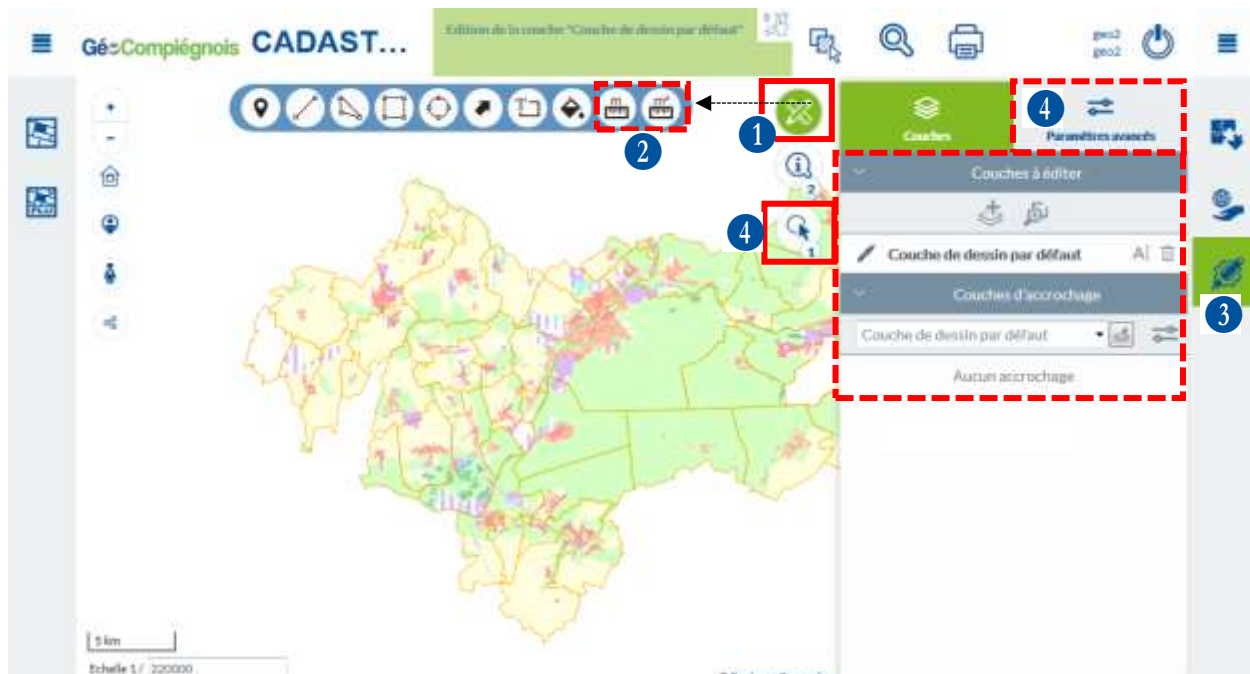 GéoCompiégnois CADAST...
Edition de la couche "Couche de dessin par défaut"
geo2
geo2
+
-
PLU
T
1
2
2
4
1
3
4
Couches
Paramètres avancés
Couches à éditer
Couche de dessin par défaut
A
Couches d'accrochage
Couche de dessin par défaut
Aucun accrochage
5 km
Echelle 1 / 220000